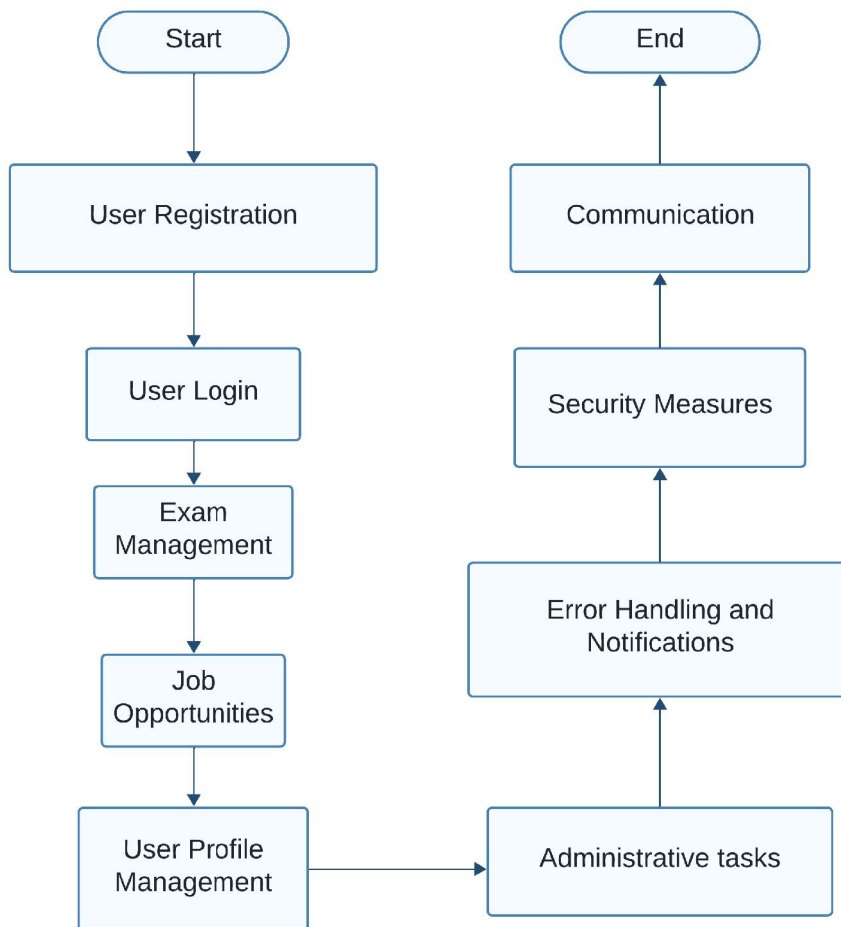 Start
User Registration
User Login
Exam
Management
Job
Opportunities
User Profile
Management
Administrative tasks
Error Handling and
Notifications
Security Measures
Communication
End